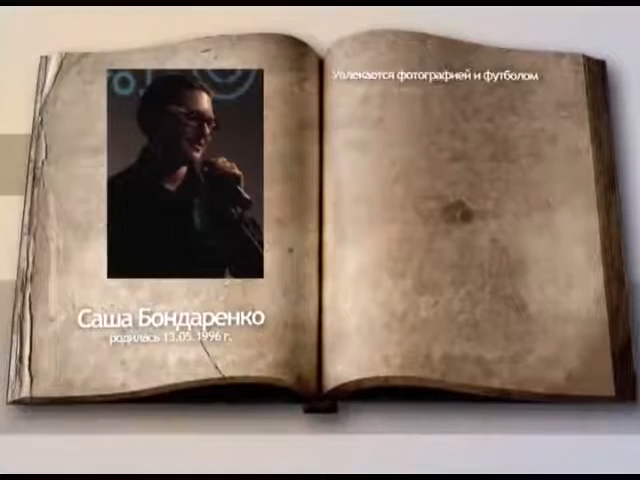 Увлекается фотографией и футболом
Саша Бондаренко
родилась 13.05.1996 г.